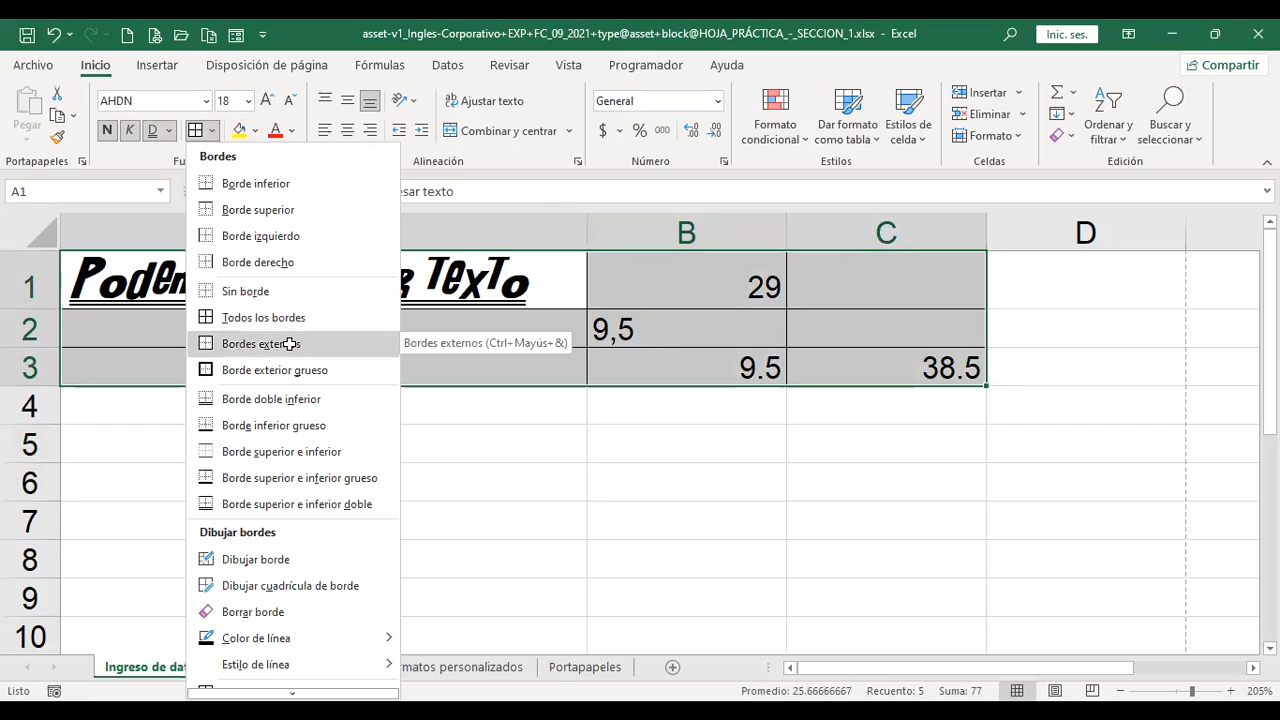 asset-v1_Ingles-Corporativo+EXP+FC_09_2021+type@asset+block@HOJA_PRÁCTICA_-_SECCION_1.xlsx - Excel
Inic. ses.
Archivo Inicio Insertar Disposición de página Fórmulas Datos Revisar Vista Programador Ayuda
Compartir
Pegar
AHDN 18
N K D
Ajustar texto
Combinar y centrar
General
$ % 000
Formato condicional
Dar formato como tabla
Estilos de celda
Insertar
Eliminar
Formato
Ordenar y filtrar
Buscar y seleccionar
Portapapeles
Alineación
Número
Estilos
Celdas
Edición
A1
esar texto
Bordes
Borde inferior
Borde superior
Borde izquierdo
Borde derecho
Sin borde
Todos los bordes
Bordes externos
Borde exterior grueso
Borde doble inferior
Borde inferior grueso
Borde superior e inferior
Borde superior e inferior grueso
Borde superior e inferior doble
Dibujar bordes
Dibujar borde
Dibujar cuadrícula de borde
Borrar borde
Color de línea
Estilo de línea
Bordes externos (Ctrl+Mayús+&)
B C D
1 Texto 29
2 9,5
3 9.5 38.5
4
5
6
7
8
9
10
Ingreso de dat
rmatos personalizados
Portapapeles
Listo
Promedio: 25.66666667 Recuento: 5 Suma: 77
205%